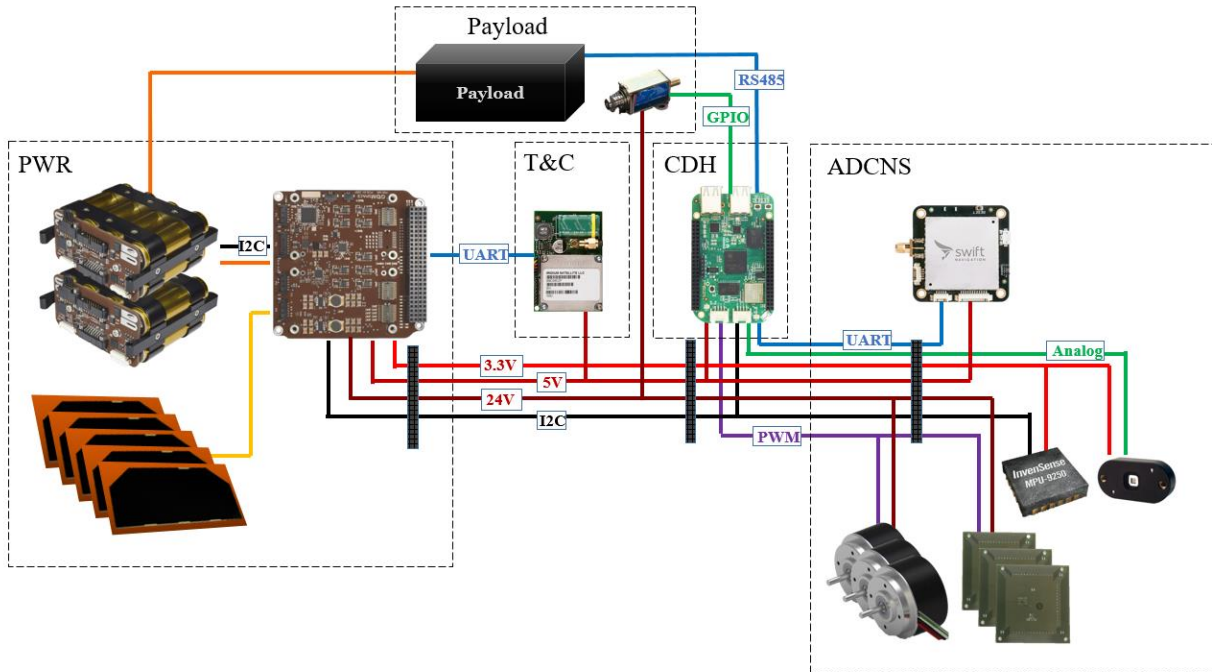 Payload
Payload
RS485
GPIO
PWR
T&C
CDH
ADCNS
I2C
UART
swift
NAVIGATION
UART
Analog
3.3V
5V
24V
I2C
PWM
InvenSense
MPU-9250